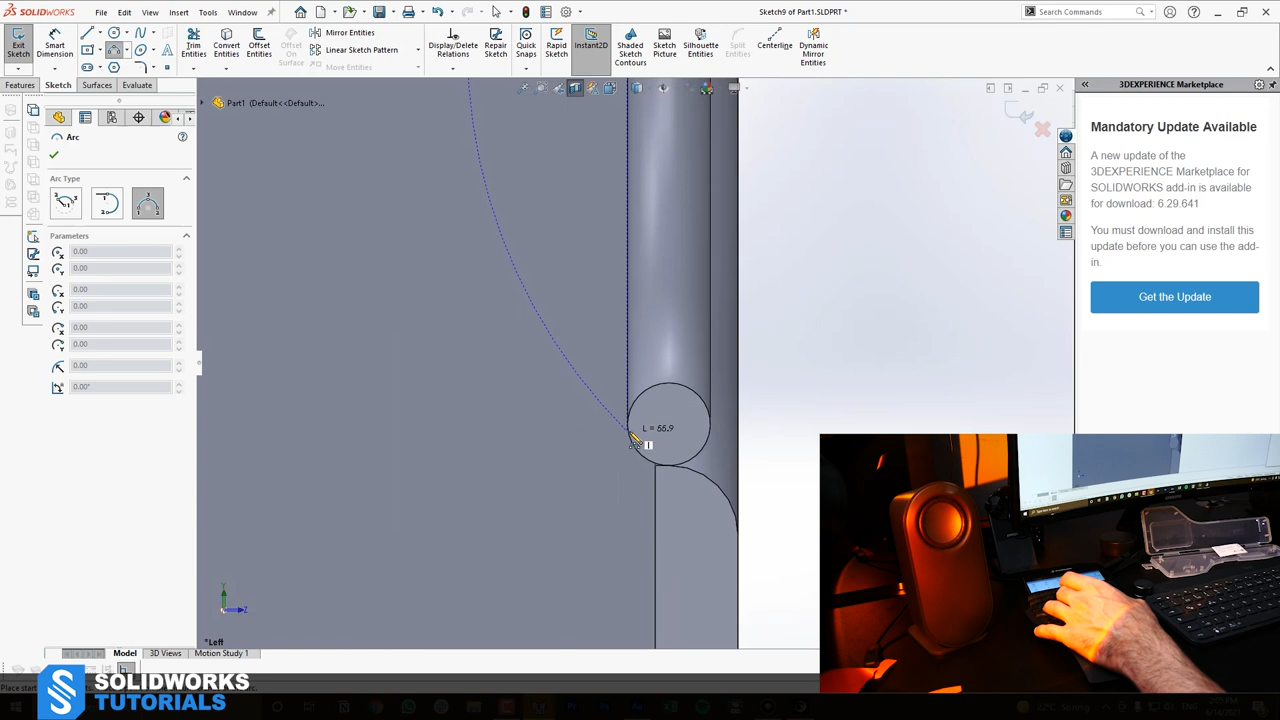 SOLIDWORKS
File
Edit
View
Insert
Tools
Window
Sketch9 of Part1.SLDPRT *
Search Commands
Exit Sketch
Smart Dimension
Trim Entities
Convert Entities
Offset Entities
Offset On Surface
Mirror Entities
Linear Sketch Pattern
Move Entities
Display/Delete Relations
Repair Sketch
Quick Snaps
Rapid Sketch
Instant2D
Shaded Sketch Contours
Sketch Picture
Silhouette Entities
Split Entities
Centerline
Dynamic Mirror Entities
Features
Sketch
Surfaces
Evaluate
Part1 (Default<<Default>...
3DEXPERIENCE Marketplace
Arc
Arc Type
Parameters
0.00
0.00
0.00
0.00
0.00
0.00
0.00
0.00°
Mandatory Update Available
A new update of the
3DEXPERIENCE Marketplace for
SOLIDWORKS add-in is available
for download: 6.29.641
You must download and install this
update before you can use the add-
in.
Get the Update
L = 55.9
Y
Z
*Left
Model
3D Views
Motion Study 1
SOLIDWORKS
TUTORIALS